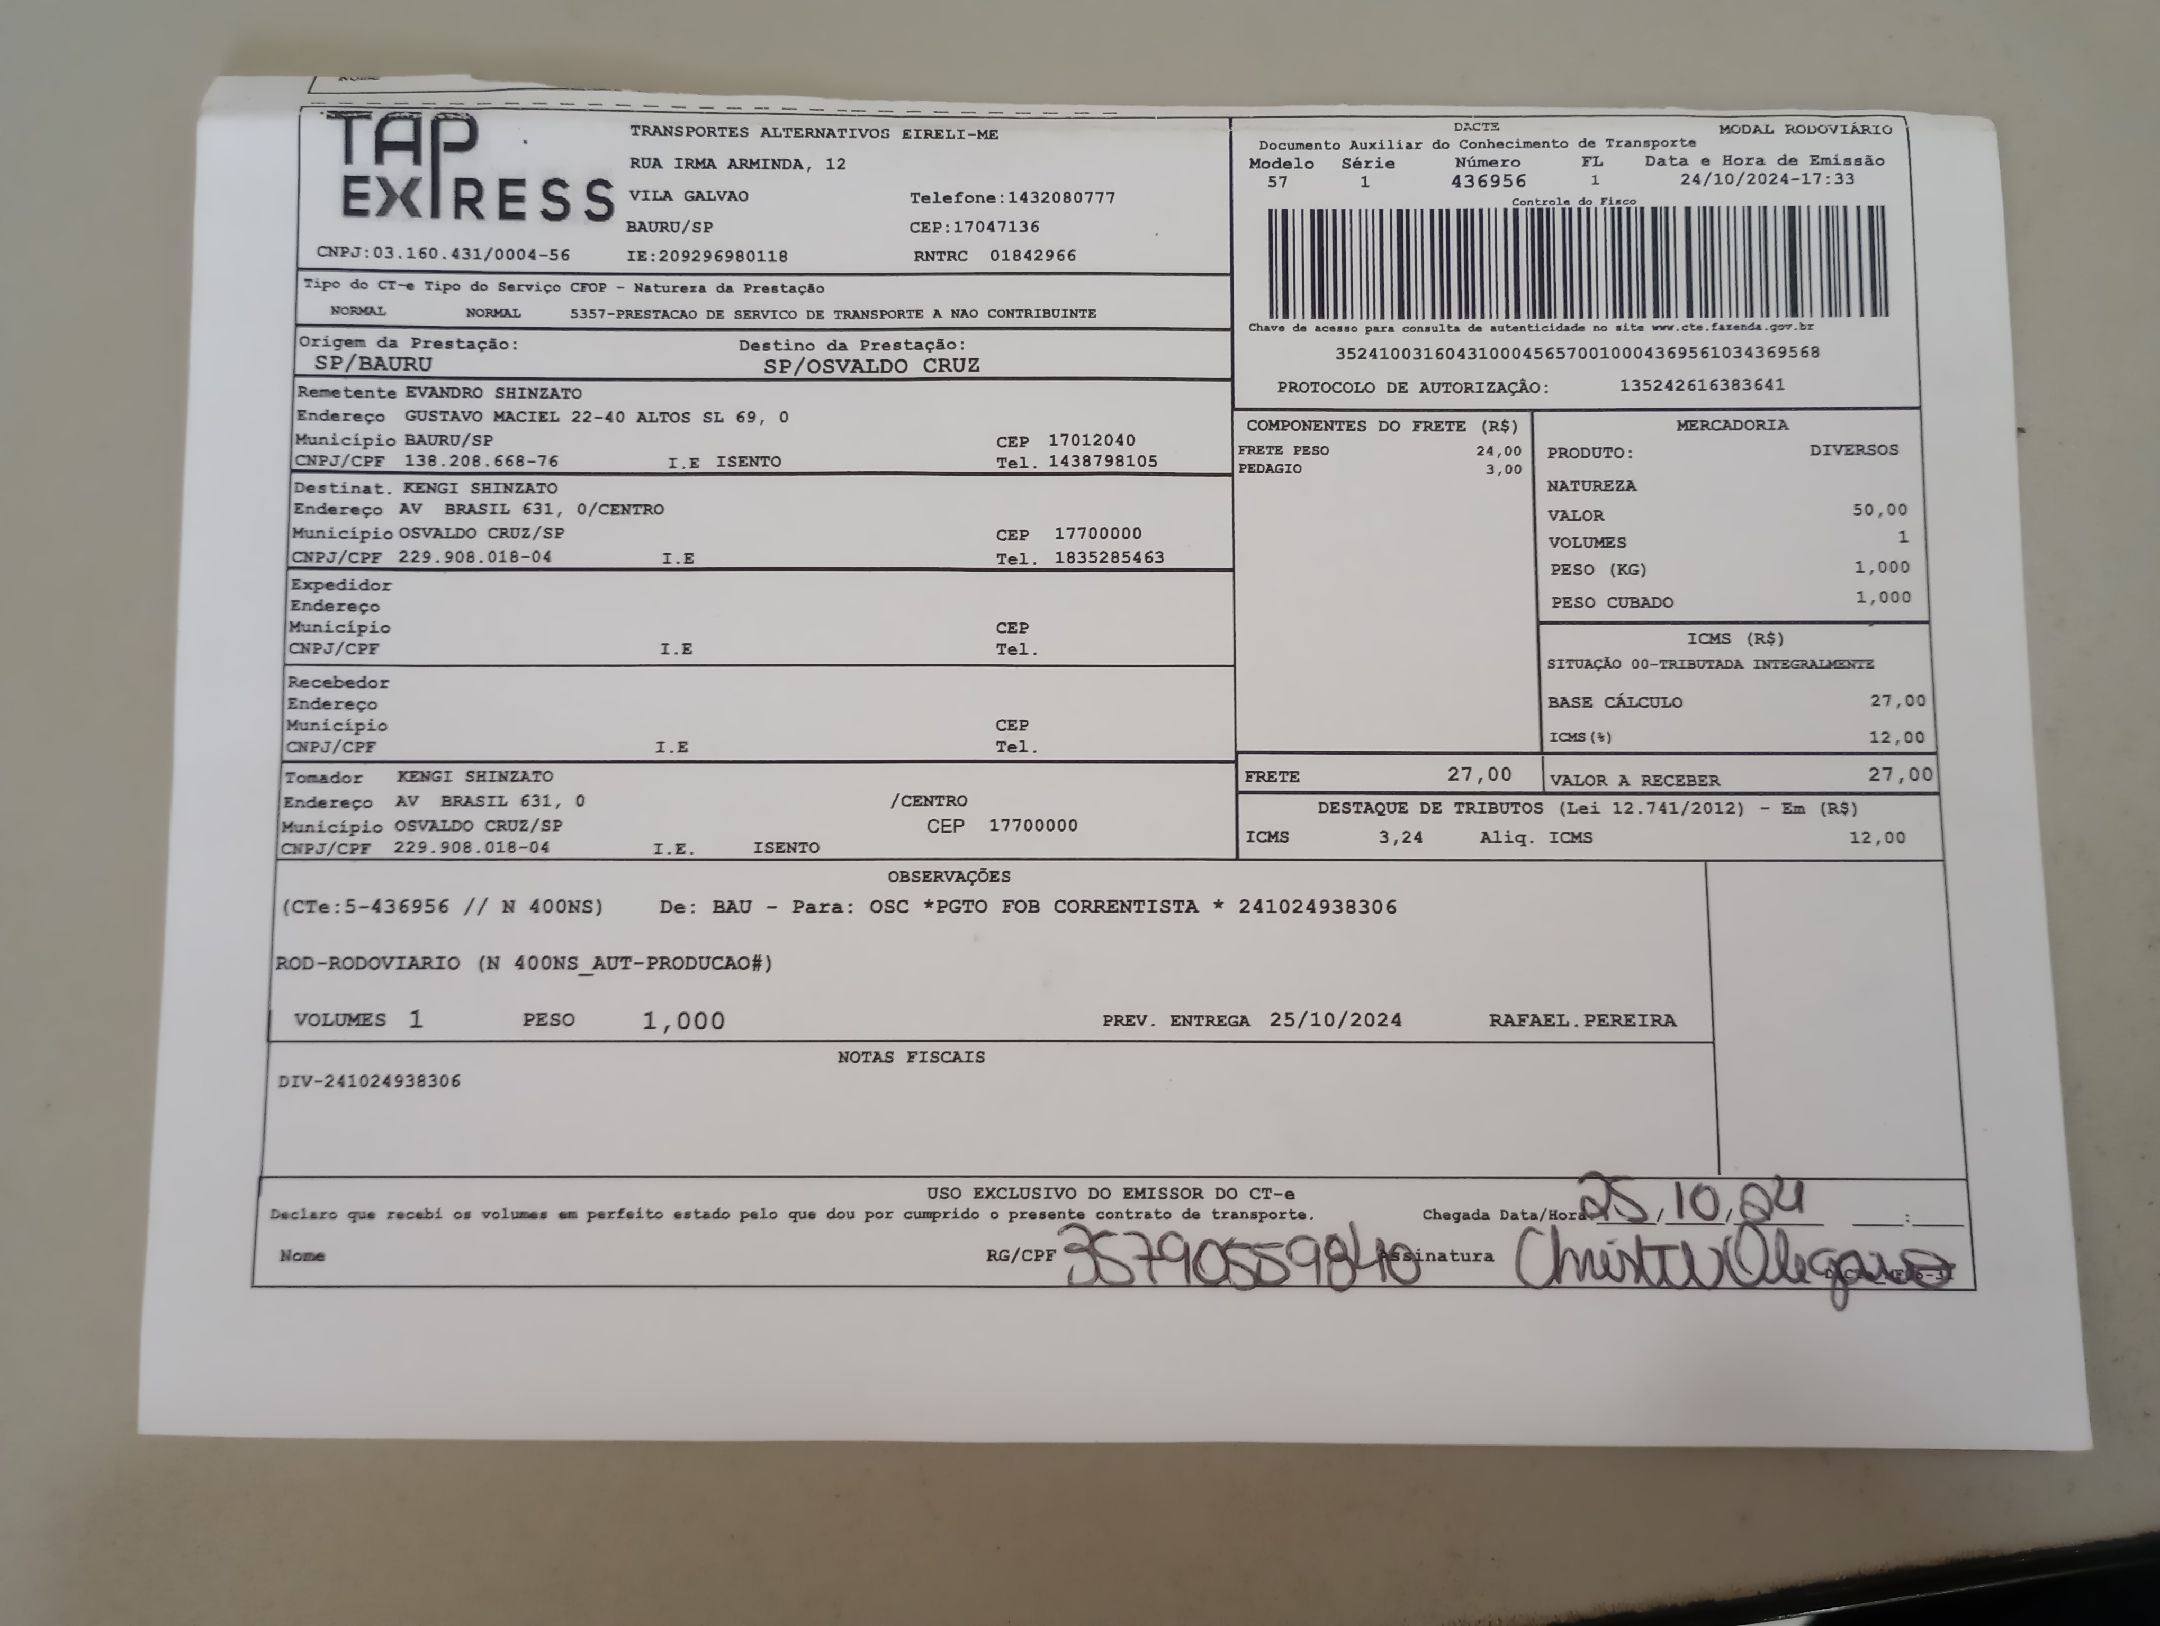 TAP
EXPRESS
TRANSPORTES ALTERNATIVOS EIRELI-ME
RUA IRMA ARMINDA, 12
VILA GALVAO Telefone:1432080777
BAURU/SP CEP:17047136
CNPJ:03.160.431/0004-56 IE:209296980118 RNTRC 01842966
DACTE MODAL RODOVIÁRIO
Documento Auxiliar do Conhecimento de Transporte
Modelo Série Número FL Data e Hora de Emissão
57 1 436956 1 24/10/2024-17:33
Controle do Fisco
Chave de acesso para consulta de autenticidade no site www.cte.fazenda.gov.br
35241003160431000456570010004369561034369568
PROTOCOLO DE AUTORIZAÇÃO: 135242616383641
Tipo do CT-e Tipo do Serviço CFOP - Natureza da Prestação
NORMAL NORMAL 5357-PRESTACAO DE SERVICO DE TRANSPORTE A NAO CONTRIBUINTE
Origem da Prestação: Destino da Prestação:
SP/BAURU SP/OSVALDO CRUZ
Remetente EVANDRO SHINZATO
Endereço GUSTAVO MACIEL 22-40 ALTOS SL 69, 0
Município BAURU/SP CEP 17012040
CNPJ/CPF 138.208.668-76 I.E ISENTO Tel. 1438798105
Destinat. KENGI SHINZATO
Endereço AV BRASIL 631, 0/CENTRO
Município OSVALDO CRUZ/SP CEP 17700000
CNPJ/CPF 229.908.018-04 I.E Tel. 1835285463
Expedidor
Endereço
Município CEP
CNPJ/CPF I.E Tel.
Recebedor
Endereço
Município CEP
CNPJ/CPF I.E Tel.
Tomador KENGI SHINZATO
Endereço AV BRASIL 631, 0 /CENTRO
Município OSVALDO CRUZ/SP CEP 17700000
CNPJ/CPF 229.908.018-04 I.E. ISENTO
COMPONENTES DO FRETE (R$)
FRETE PESO 24,00
PEDAGIO 3,00
MERCADORIA
PRODUTO: DIVERSOS
NATUREZA
VALOR 50,00
VOLUMES 1
PESO (KG) 1,000
PESO CUBADO 1,000
ICMS (R$)
SITUAÇÃO 00-TRIBUTADA INTEGRALMENTE
BASE CÁLCULO 27,00
ICMS(%) 12,00
FRETE 27,00 VALOR A RECEBER 27,00
DESTAQUE DE TRIBUTOS (Lei 12.741/2012) - Em (R$)
ICMS 3,24 Aliq. ICMS 12,00
OBSERVAÇÕES
(CTe:5-436956 // N 400NS) De: BAU - Para: OSC *PGTO FOB CORRENTISTA * 241024938306
ROD-RODOVIARIO (N 400NS_AUT-PRODUCAO#)
VOLUMES 1 PESO 1,000 PREV. ENTREGA 25/10/2024 RAFAEL.PEREIRA
NOTAS FISCAIS
DIV-241024938306
USO EXCLUSIVO DO EMISSOR DO CT-e
Declaro que recebi os volumes em perfeito estado pelo que dou por cumprido o presente contrato de transporte. Chegada Data/Hora 25/10/24 __:__
Nome RG/CPF 35790559840 Assinatura